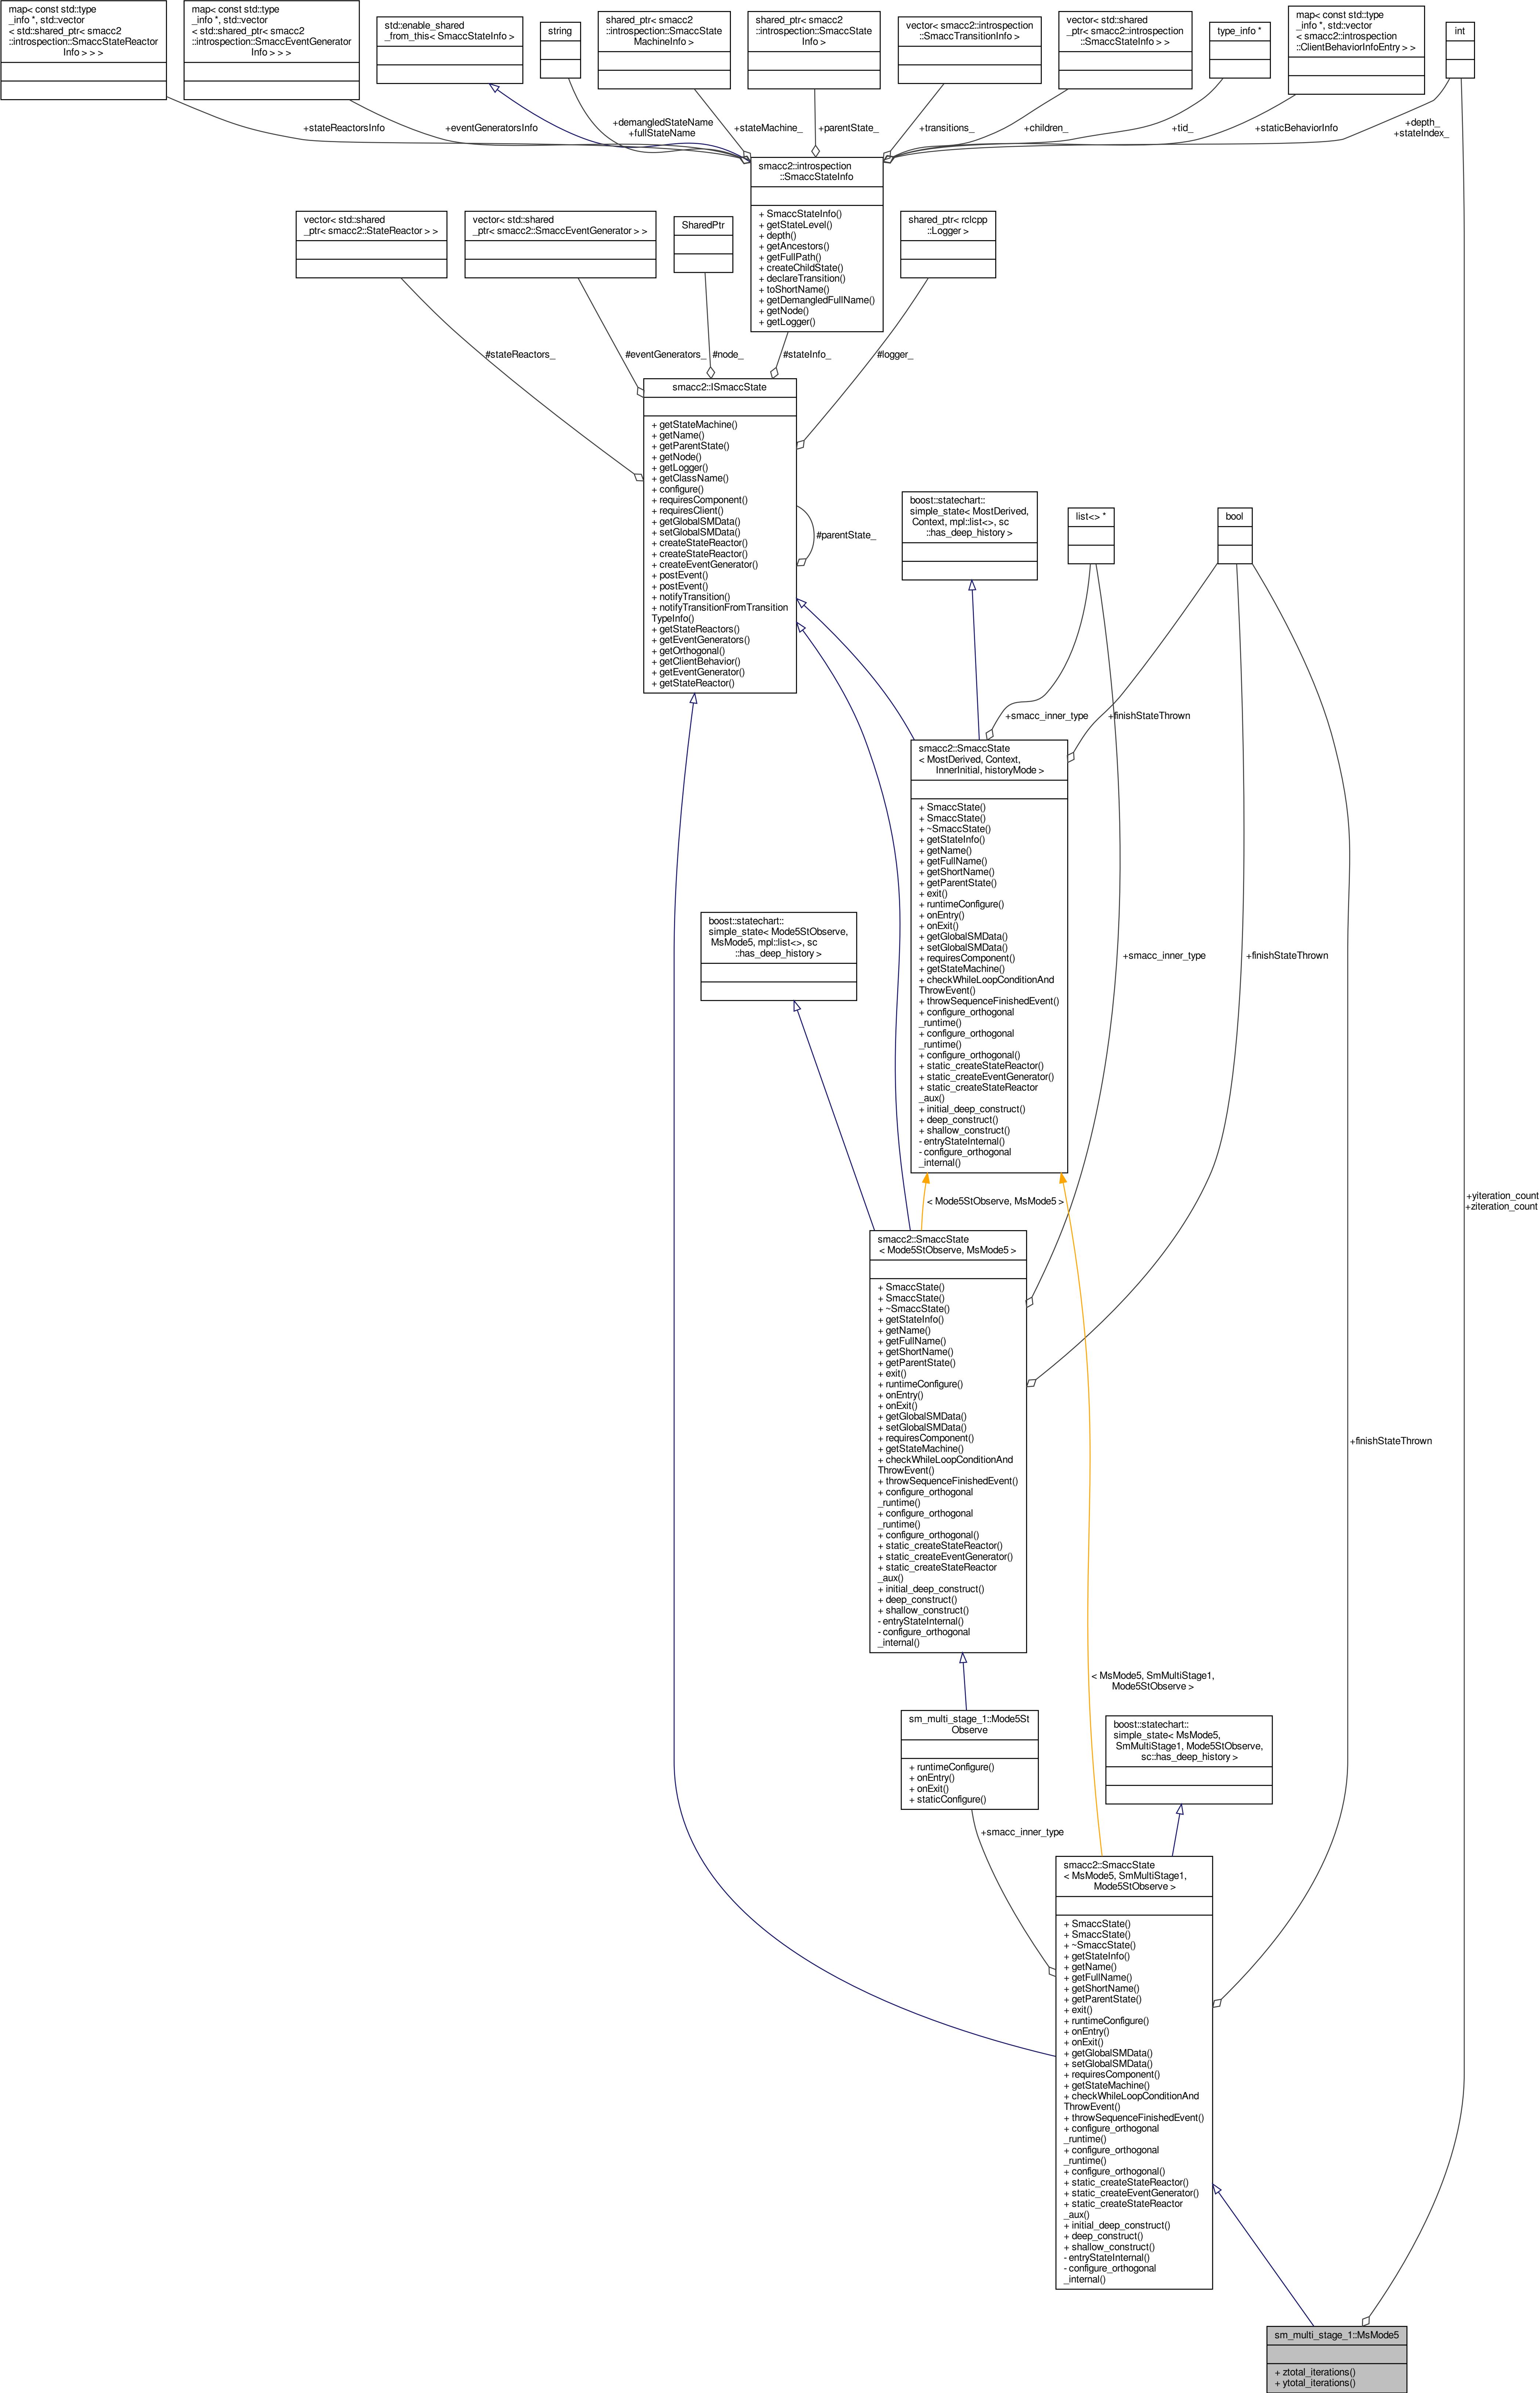 map< const std::type
_info *, std::vector
< std::shared_ptr< smacc2
::introspection::SmaccStateReactor
Info > > >
map< const std::type
_info *, std::vector
< std::shared_ptr< smacc2
::introspection::SmaccEventGenerator
Info > > >
std::enable_shared
_from_this< SmaccStateInfo >
string
shared_ptr< smacc2
::introspection::SmaccState
MachineInfo >
shared_ptr< smacc2
::introspection::SmaccState
Info >
vector< smacc2::introspection
::SmaccTransitionInfo >
vector< std::shared
_ptr< smacc2::introspection
::SmaccStateInfo > >
type_info *
map< const std::type
_info *, std::vector
< smacc2::introspection
::ClientBehaviorInfoEntry > >
int
+stateReactorsInfo
+eventGeneratorsInfo
+demangledStateName
+fullStateName
+stateMachine_
+parentState_
+transitions_
+children_
+tid_
+staticBehaviorInfo
+depth_
+stateIndex_
smacc2::introspection
::SmaccStateInfo
+ SmaccStateInfo()
+ getStateLevel()
+ depth()
+ getAncestors()
+ getFullPath()
+ createChildState()
+ declareTransition()
+ toShortName()
+ getDemangledFullName()
+ getNode()
+ getLogger()
vector< std::shared
_ptr< smacc2::StateReactor > >
vector< std::shared
_ptr< smacc2::SmaccEventGenerator > >
SharedPtr
shared_ptr< rclcpp
::Logger >
#stateReactors_
#eventGenerators_
#node_
#stateInfo_
#logger_
smacc2::ISmaccState
+ getStateMachine()
+ getName()
+ getParentState()
+ getNode()
+ getLogger()
+ getClassName()
+ configure()
+ requiresComponent()
+ requiresClient()
+ getGlobalSMData()
+ setGlobalSMData()
+ createStateReactor()
+ createStateReactor()
+ createEventGenerator()
+ postEvent()
+ postEvent()
+ notifyTransition()
+ notifyTransitionFromTransition
TypeInfo()
+ getStateReactors()
+ getEventGenerators()
+ getOrthogonal()
+ getClientBehavior()
+ getEventGenerator()
+ getStateReactor()
#parentState_
boost::statechart::
simple_state< MostDerived,
Context, mpl::list<>, sc
::has_deep_history >
list<> *
bool
+smacc_inner_type
+finishStateThrown
smacc2::SmaccState
< MostDerived, Context,
InnerInitial, historyMode >
+ SmaccState()
+ SmaccState()
+ ~SmaccState()
+ getStateInfo()
+ getName()
+ getFullName()
+ getShortName()
+ getParentState()
+ exit()
+ runtimeConfigure()
+ onEntry()
+ onExit()
+ getGlobalSMData()
+ setGlobalSMData()
+ requiresComponent()
+ getStateMachine()
+ checkWhileLoopConditionAnd
ThrowEvent()
+ throwSequenceFinishedEvent()
+ configure_orthogonal
_runtime()
+ configure_orthogonal
_runtime()
+ configure_orthogonal()
+ static_createStateReactor()
+ static_createEventGenerator()
+ static_createStateReactor
_aux()
+ initial_deep_construct()
+ deep_construct()
+ shallow_construct()
- entryStateInternal()
- configure_orthogonal
_internal()
boost::statechart::
simple_state< Mode5StObserve,
MsMode5, mpl::list<>, sc
::has_deep_history >
+smacc_inner_type
+finishStateThrown
< Mode5StObserve, MsMode5 >
+yiteration_count
+ziteration_count
smacc2::SmaccState
< Mode5StObserve, MsMode5 >
+ SmaccState()
+ SmaccState()
+ ~SmaccState()
+ getStateInfo()
+ getName()
+ getFullName()
+ getShortName()
+ getParentState()
+ exit()
+ runtimeConfigure()
+ onEntry()
+ onExit()
+ getGlobalSMData()
+ setGlobalSMData()
+ requiresComponent()
+ getStateMachine()
+ checkWhileLoopConditionAnd
ThrowEvent()
+ throwSequenceFinishedEvent()
+ configure_orthogonal
_runtime()
+ configure_orthogonal
_runtime()
+ configure_orthogonal()
+ static_createStateReactor()
+ static_createEventGenerator()
+ static_createStateReactor
_aux()
+ initial_deep_construct()
+ deep_construct()
+ shallow_construct()
- entryStateInternal()
- configure_orthogonal
_internal()
+finishStateThrown
< MsMode5, SmMultiStage1,
Mode5StObserve >
sm_multi_stage_1::Mode5St
Observe
+ runtimeConfigure()
+ onEntry()
+ onExit()
+ staticConfigure()
boost::statechart::
simple_state< MsMode5,
SmMultiStage1, Mode5StObserve,
sc::has_deep_history >
+smacc_inner_type
smacc2::SmaccState
< MsMode5, SmMultiStage1,
Mode5StObserve >
+ SmaccState()
+ SmaccState()
+ ~SmaccState()
+ getStateInfo()
+ getName()
+ getFullName()
+ getShortName()
+ getParentState()
+ exit()
+ runtimeConfigure()
+ onEntry()
+ onExit()
+ getGlobalSMData()
+ setGlobalSMData()
+ requiresComponent()
+ getStateMachine()
+ checkWhileLoopConditionAnd
ThrowEvent()
+ throwSequenceFinishedEvent()
+ configure_orthogonal
_runtime()
+ configure_orthogonal
_runtime()
+ configure_orthogonal()
+ static_createStateReactor()
+ static_createEventGenerator()
+ static_createStateReactor
_aux()
+ initial_deep_construct()
+ deep_construct()
+ shallow_construct()
- entryStateInternal()
- configure_orthogonal
_internal()
sm_multi_stage_1::MsMode5
+ ztotal_iterations()
+ ytotal_iterations()